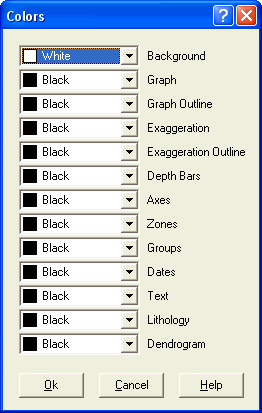 Colors
White Background
Black Graph
Black Graph Outline
Black Exaggeration
Black Exaggeration Outline
Black Depth Bars
Black Axes
Black Zones
Black Groups
Black Dates
Black Text
Black Lithology
Black Dendrogram
Ok Cancel Help